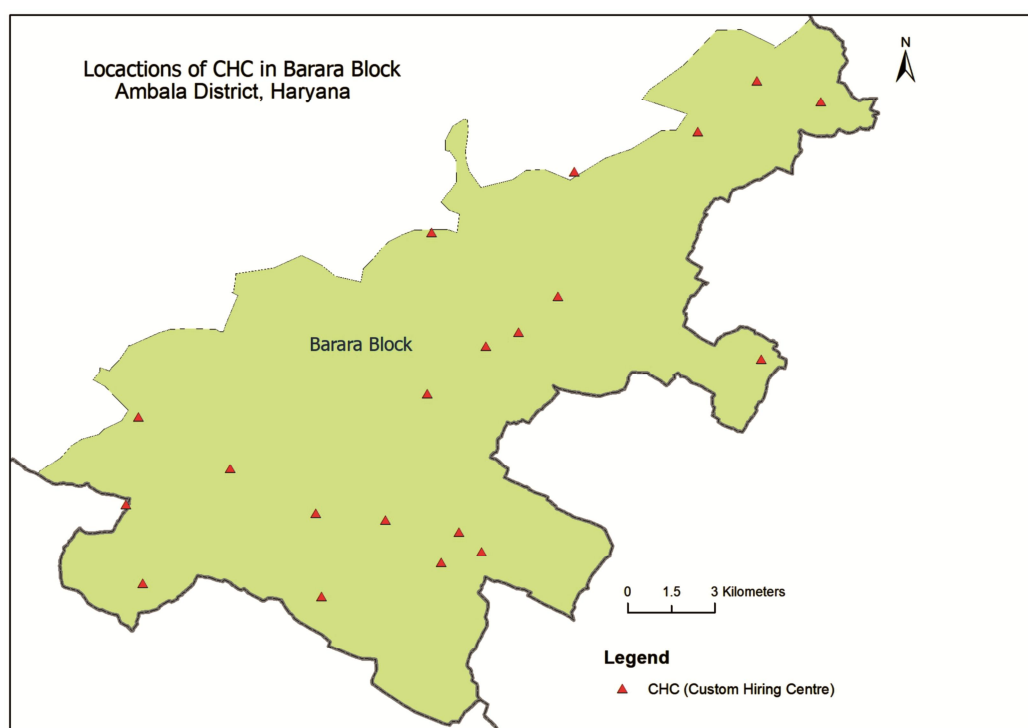 Locactions of CHC in Barara Block
Ambala District, Haryana
N
Barara Block
0 1.5 3 Kilometers
Legend
CHC (Custom Hiring Centre)